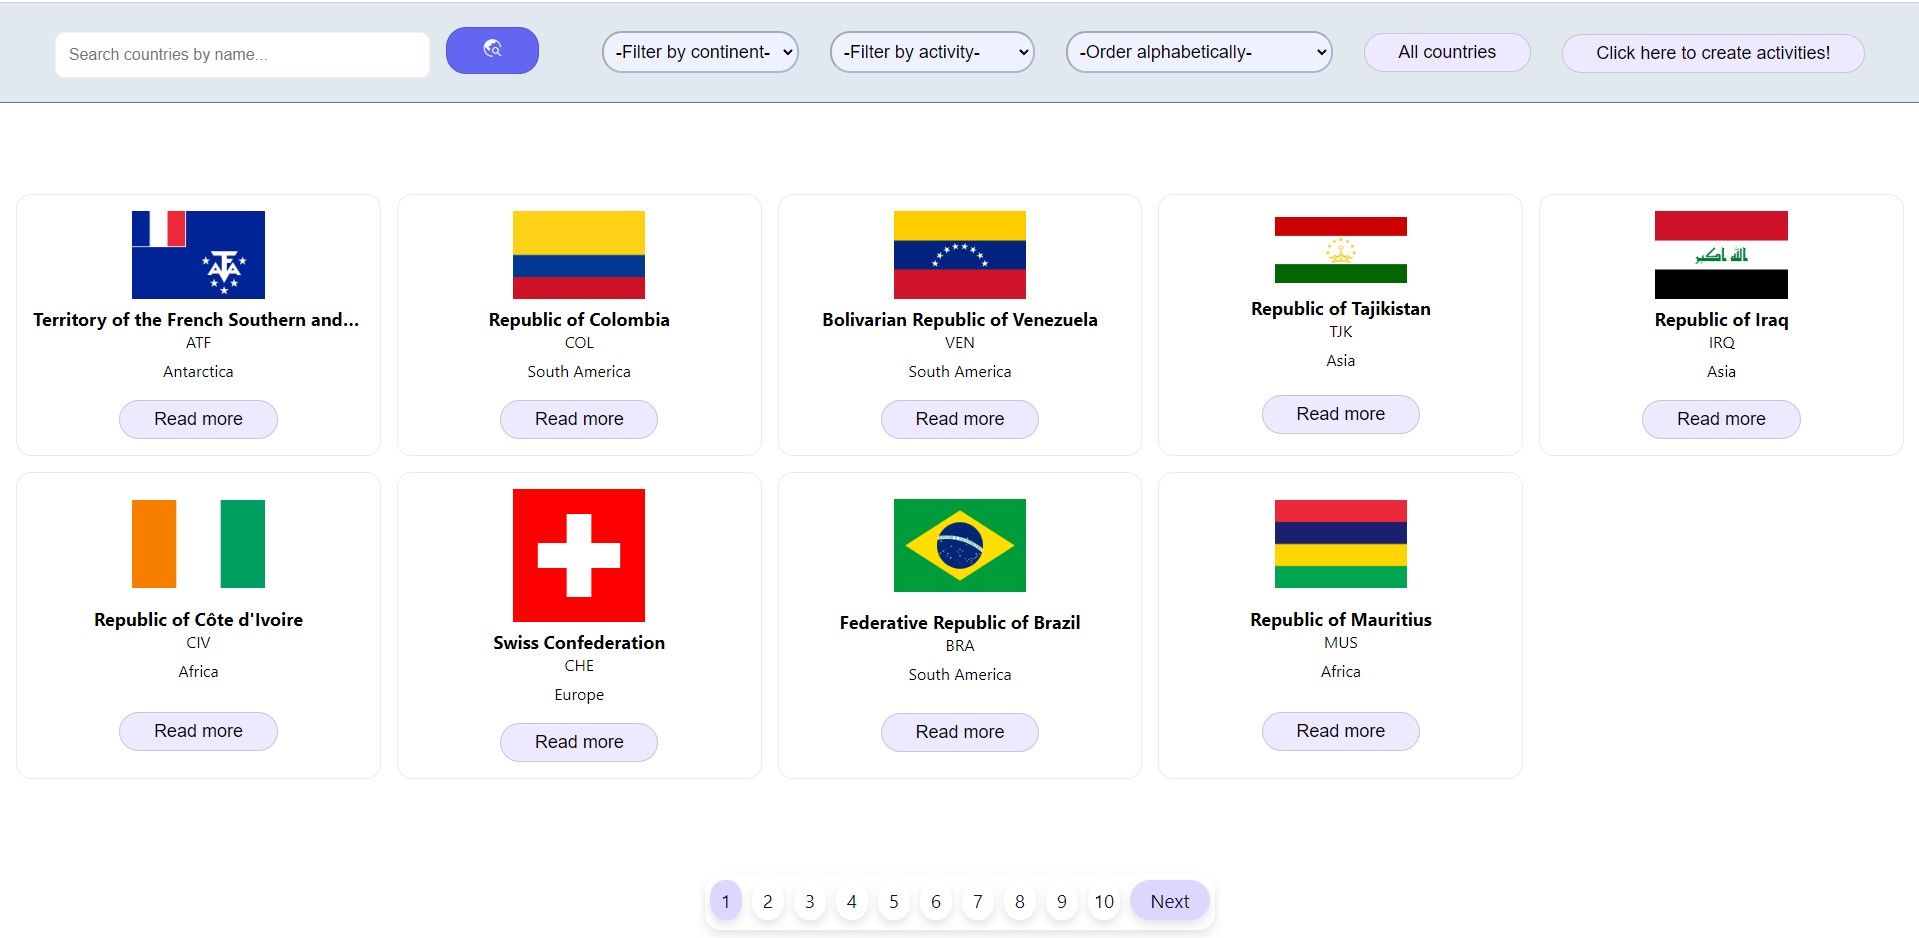 Search countries by name...
-Filter by continent-
-Filter by activity-
-Order alphabetically-
All countries
Click here to create activities!
Territory of the French Southern and...
ATF
Antarctica
Read more
Republic of Colombia
COL
South America
Read more
Bolivarian Republic of Venezuela
VEN
South America
Read more
Republic of Tajikistan
TJK
Asia
Read more
الله اكبر
Republic of Iraq
IRQ
Asia
Read more
Republic of Côte d'Ivoire
CIV
Africa
Read more
Swiss Confederation
CHE
Europe
Read more
Federative Republic of Brazil
BRA
South America
Read more
Republic of Mauritius
MUS
Africa
Read more
1 2 3 4 5 6 7 8 9 10 Next